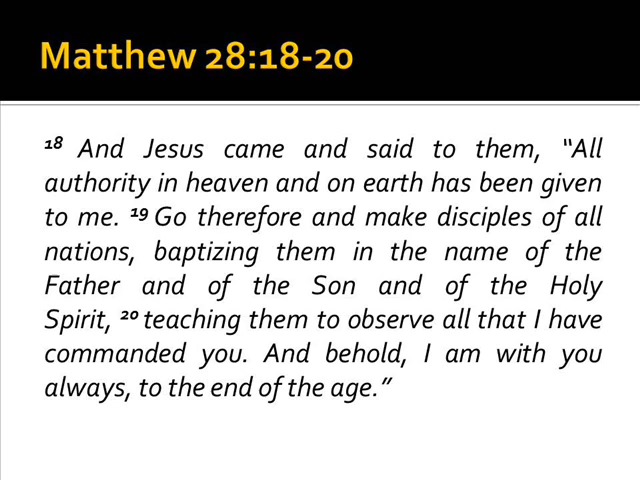 Matthew 28:18-20
18 And Jesus came and said to them, “All
authority in heaven and on earth has been given
to me. 19 Go therefore and make disciples of all
nations, baptizing them in the name of the
Father and of the Son and of the Holy
Spirit, 20 teaching them to observe all that I have
commanded you. And behold, I am with you
always, to the end of the age.”